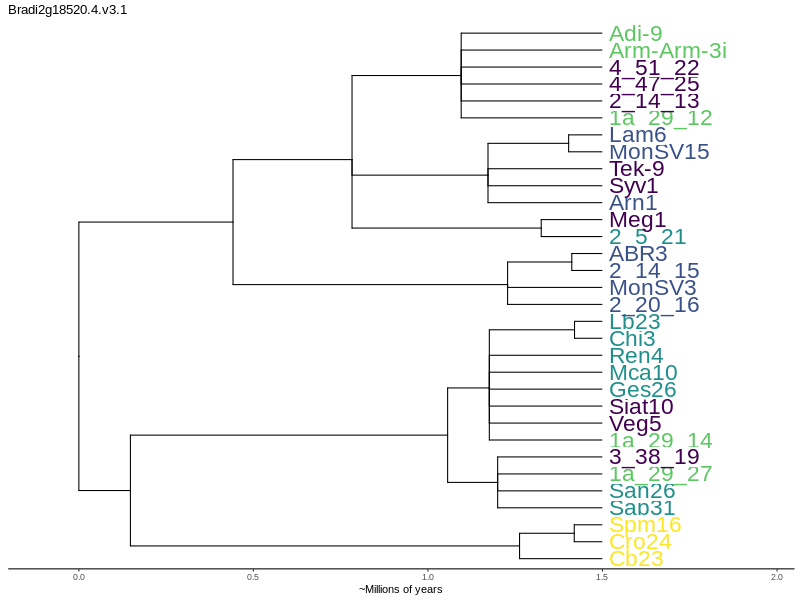 Bradi2g18520.4.v3.1
Adi-9
Arm-Arm-3i
4_51_22
4_47_25
2_14_13
1a_29_12
Lam6
MonSV15
Tek-9
Syv1
Arn1
Meg1
2_5_21
ABR3
2_14_15
MonSV3
2_20_16
Lb23
Chi3
Ren4
Mca10
Ges26
Siat10
Veg5
1a_29_14
3_38_19
1a_29_27
San26
Sap31
Spm16
Cro24
Cb23
0.0 0.5 1.0 1.5 2.0
~Millions of years